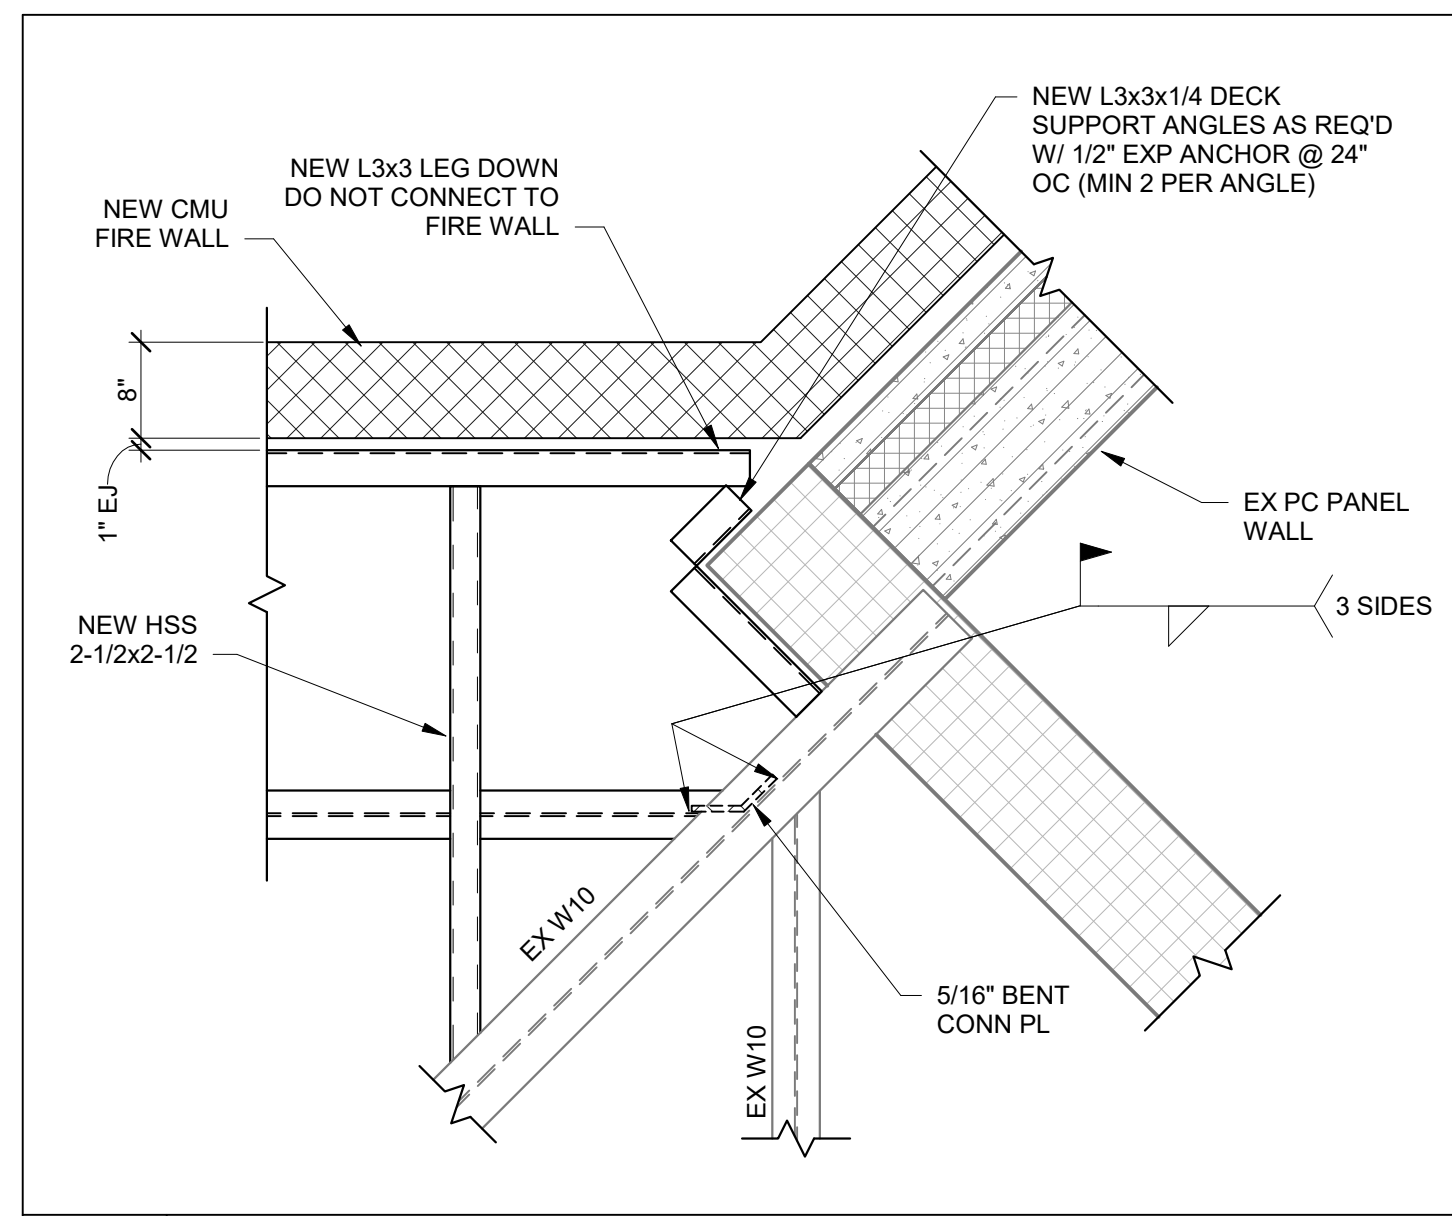 NEW L3x3x1/4 DECK
SUPPORT ANGLES AS REQ'D
W/ 1/2" EXP ANCHOR @ 24"
OC (MIN 2 PER ANGLE)
NEW L3x3 LEG DOWN
DO NOT CONNECT TO
FIRE WALL
NEW CMU
FIRE WALL
8"
1" EJ
EX PC PANEL
WALL
3 SIDES
NEW HSS
2-1/2x2-1/2
EX W10
5/16" BENT
CONN PL
EX W10